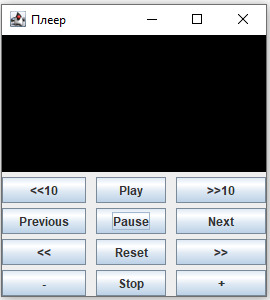 Плеер
<<10 Play >>10
Previous Pause Next
<< Reset >>
- Stop +